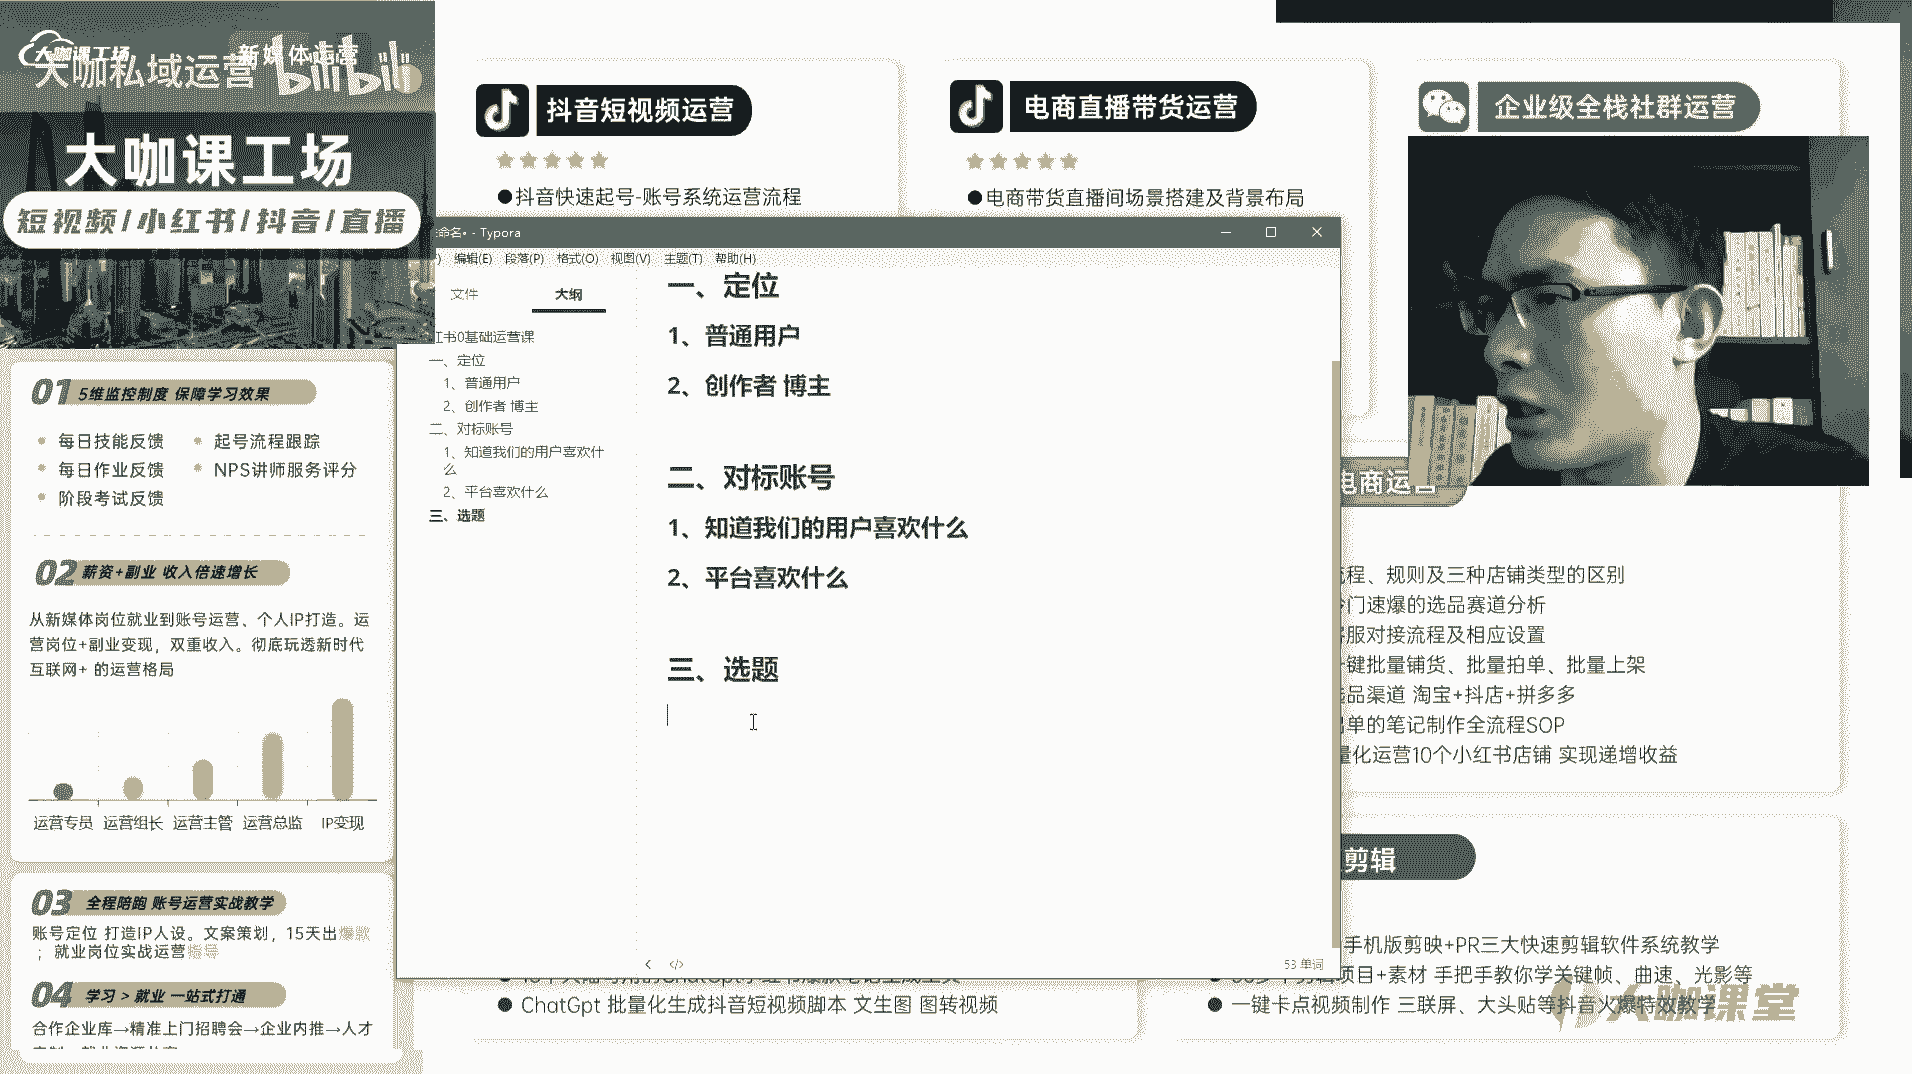 大咖课工场
新媒体运营
大咖私域运营
bilibili
大咖课工场
短视频/小红书/抖音/直播
01 5维监控制度 保障学习效果
每日技能反馈
起号流程跟踪
每日作业反馈
NPS讲师服务评分
阶段考试反馈
02 薪资+副业 收入倍速增长
从新媒体岗位就业到账号运营、个人IP打造。运
营岗位+副业变现，双重收入。彻底玩透新时代
互联网+ 的运营格局
运营专员 运营组长 运营主管 运营总监 IP变现
03 全程陪跑 账号运营实战教学
账号定位 打造IP人设。文案策划，15天出爆款
；就业岗位实战运营指导
04 学习 > 就业 一站式打通
合作企业库→精准上门招聘会→企业内推→人才
抖音短视频运营
●抖音快速起号-账号系统运营流程
电商直播带货运营
●电商带货直播间场景搭建及背景布局
企业级全栈社群运营
命名• - Typora
编辑(E) 段落(P) 格式(O) 视图(V) 主题(T) 帮助(H)
文件 大纲
红书0基础运营课
一、定位
1、普通用户
2、创作者 博主
二、对标账号
1、知道我们的用户喜欢什
么
2、平台喜欢什么
三、选题
一、定位
1、普通用户
2、创作者 博主
二、对标账号
1、知道我们的用户喜欢什么
2、平台喜欢什么
三、选题
53 单词
电商运营
流程、规则及三种店铺类型的区别
冷门速爆的选品赛道分析
客服对接流程及相应设置
一键批量铺货、批量拍单、批量上架
选品渠道 淘宝+抖店+拼多多
出单的笔记制作全流程SOP
量化运营10个小红书店铺 实现递增收益
● ChatGpt 批量化生成抖音短视频脚本 文生图 图转视频
剪辑
手机版剪映+PR三大快速剪辑软件系统教学
项目+素材 手把手教你学关键帧、曲速、光影等
● 一键卡点视频制作 三联屏、大头贴等抖音火爆特效教学
大咖课堂